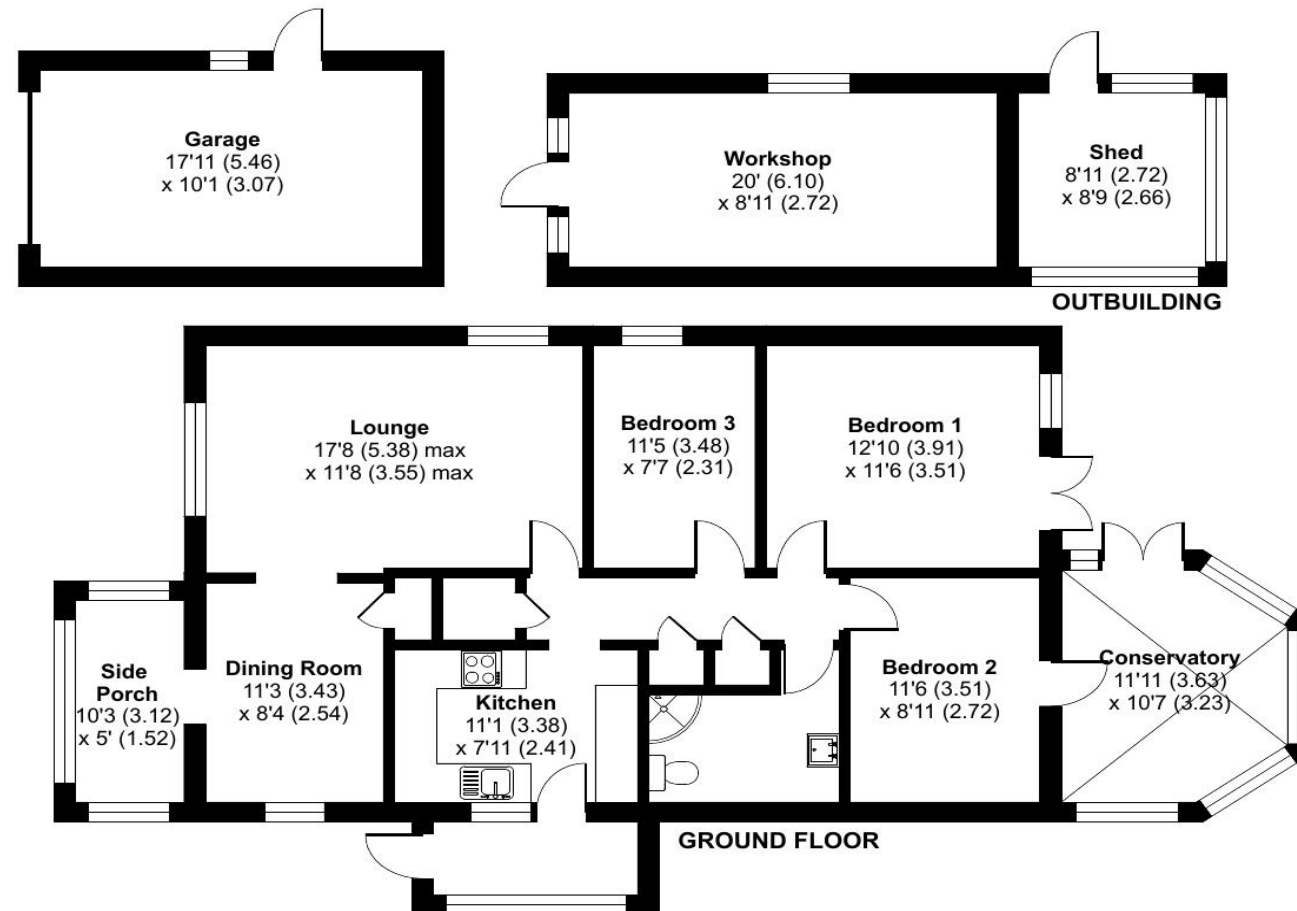 Garage
17'11 (5.46)
x 10'1 (3.07)
Workshop
20' (6.10)
x 8'11 (2.72)
Shed
8'11 (2.72)
x 8'9 (2.66)
OUTBUILDING
Lounge
17'8 (5.38) max
x 11'8 (3.55) max
Bedroom 3
11'5 (3.48)
x 7'7 (2.31)
Bedroom 1
12'10 (3.91)
x 11'6 (3.51)
Side
Porch
10'3 (3.12)
x 5' (1.52)
Dining Room
11'3 (3.43)
x 8'4 (2.54)
Kitchen
11'1 (3.38)
x 7'11 (2.41)
Bedroom 2
11'6 (3.51)
x 8'11 (2.72)
Conservatory
11'11 (3.63)
x 10'7 (3.23)
GROUND FLOOR